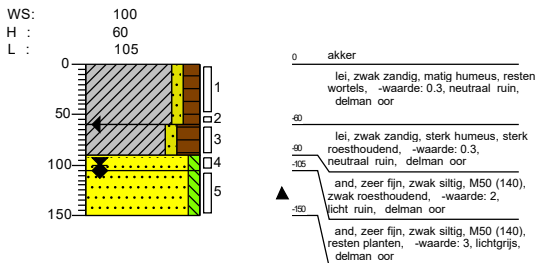 WS: 100
H : 60
L : 105
0
50
100
150
1
2
3
4
5
0 akker
lei, zwak zandig, matig humeus, resten
wortels, -waarde: 0.3, neutraal ruin,
delman oor
-60
lei, zwak zandig, sterk humeus, sterk
roesthoudend, -waarde: 0.3,
neutraal ruin, delman oor
-90
-105
and, zeer fijn, zwak siltig, M50 (140),
zwak roesthoudend, -waarde: 2,
licht ruin, delman oor
-150
and, zeer fijn, zwak siltig, M50 (140),
resten planten, -waarde: 3, lichtgrijs,
delman oor